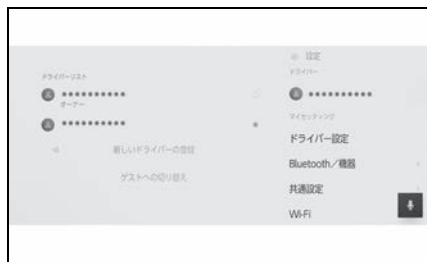 ドライバーリスト
●●●●●●●●●●
オーナー
●●●●●●●●●●
新しいドライバーの登録
ゲストへの切り替え
設定
ドライバー
●●●●●●●●●●
マイセッティング
ドライバー設定
Bluetooth／機器
共通設定
Wi-Fi